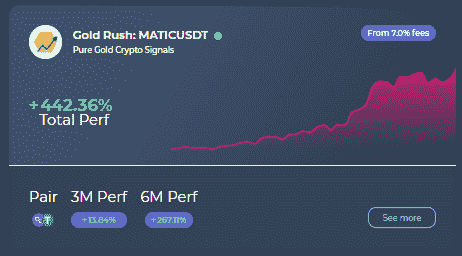 Gold Rush: MATICUSDT
Pure Gold Crypto Signals
From 7.0% fees
+442.36%
Total Perf
Pair 3M Perf 6M Perf
+13.84% +267.11%
See more